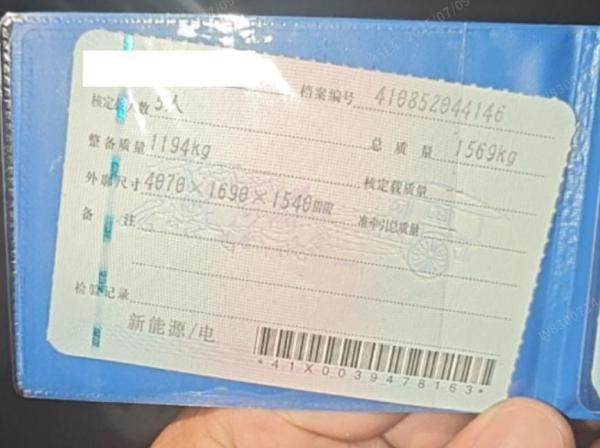 档案编号 410852044146
核定载人数 5人
总质量 1569kg
整备质量 1194kg
核定载质量 --
外廓尺寸 4070×1690×1540mm
准牵引总质量 --
备注
检验记录
新能源/电
*41X0039478163*